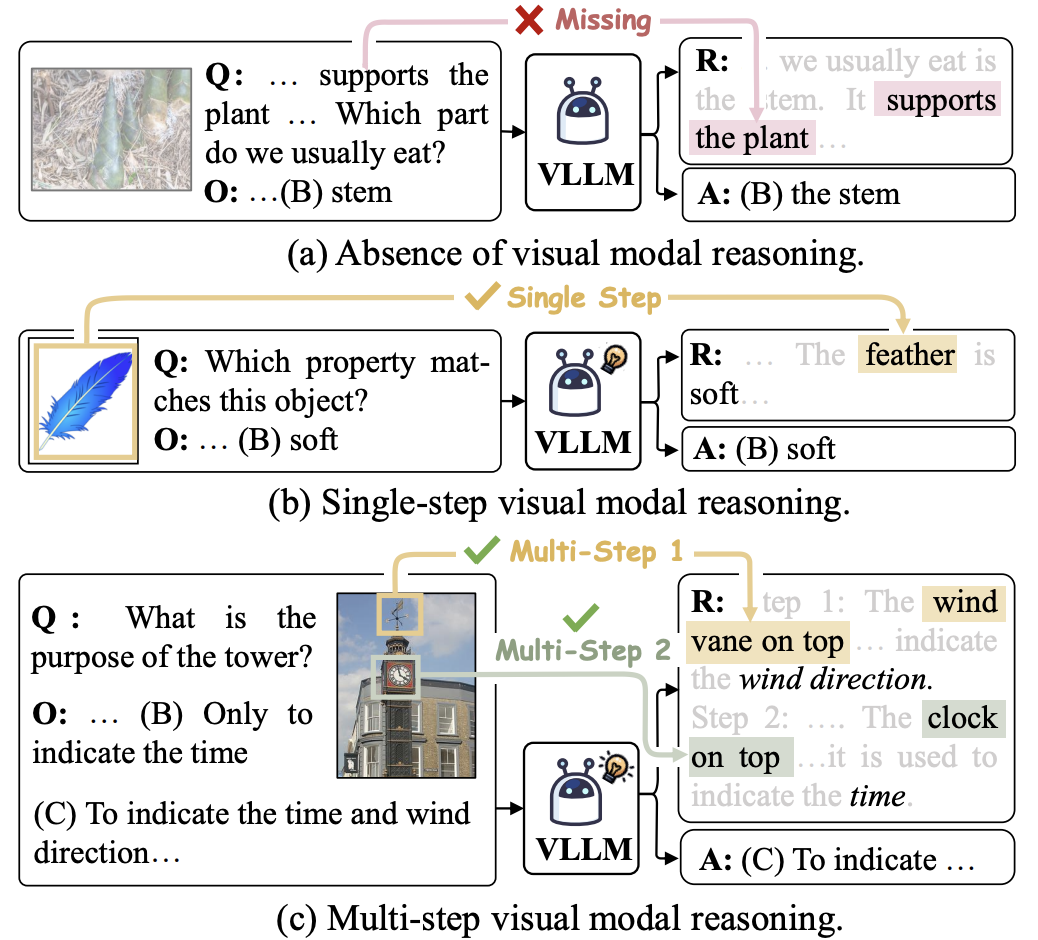 Missing
Q: … supports the
plant … Which part
do we usually eat?
O: …(B) stem
VLLM
R: we usually eat is
the stem. It supports
the plant …
A: (B) the stem
(a) Absence of visual modal reasoning.
Single Step
Q: Which property mat-
ches this object?
O: … (B) soft
VLLM
R: … The feather is
soft…
A: (B) soft
(b) Single-step visual modal reasoning.
Multi-Step 1
Multi-Step 2
Q : What is the
purpose of the tower?
O: … (B) Only to
indicate the time
(C) To indicate the time and wind
direction…
VLLM
R: tep 1: The wind
vane on top … indicate
the wind direction.
Step 2: …. The clock
on top …it is used to
indicate the time.
A: (C) To indicate …
(c) Multi-step visual modal reasoning.